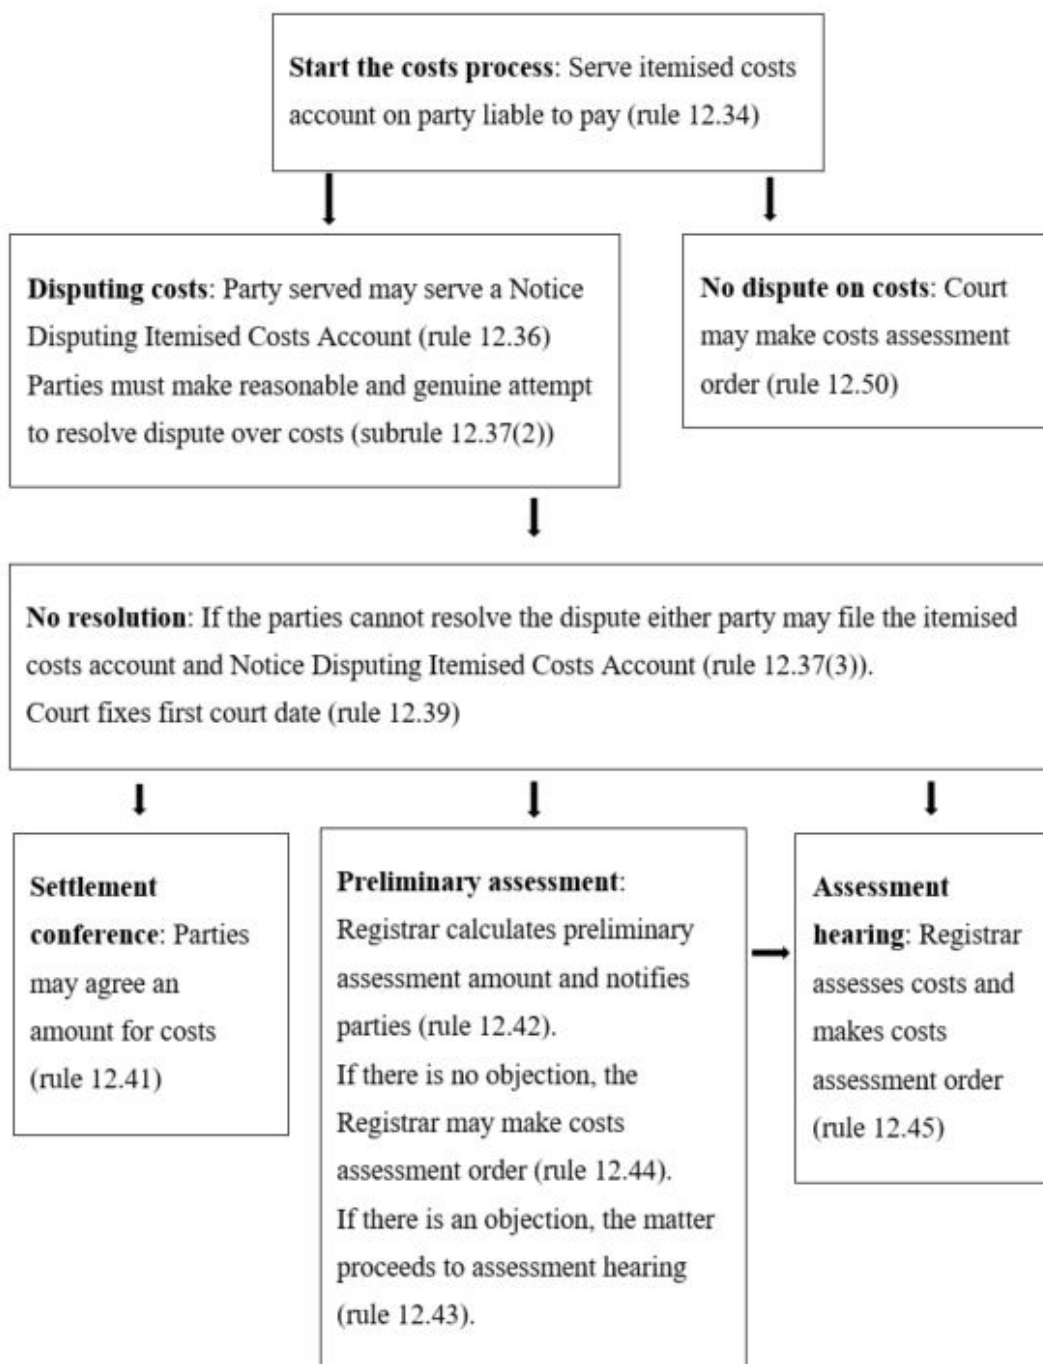 Start the costs process: Serve itemised costs
account on party liable to pay (rule 12.34)
Disputing costs: Party served may serve a Notice
Disputing Itemised Costs Account (rule 12.36)
Parties must make reasonable and genuine attempt
to resolve dispute over costs (subrule 12.37(2))
No dispute on costs: Court
may make costs assessment
order (rule 12.50)
No resolution: If the parties cannot resolve the dispute either party may file the itemised
costs account and Notice Disputing Itemised Costs Account (rule 12.37(3)).
Court fixes first court date (rule 12.39)
Settlement
conference: Parties
may agree an
amount for costs
(rule 12.41)
Preliminary assessment:
Registrar calculates preliminary
assessment amount and notifies
parties (rule 12.42).
If there is no objection, the
Registrar may make costs
assessment order (rule 12.44).
If there is an objection, the matter
proceeds to assessment hearing
(rule 12.43).
Assessment
hearing: Registrar
assesses costs and
makes costs
assessment order
(rule 12.45)